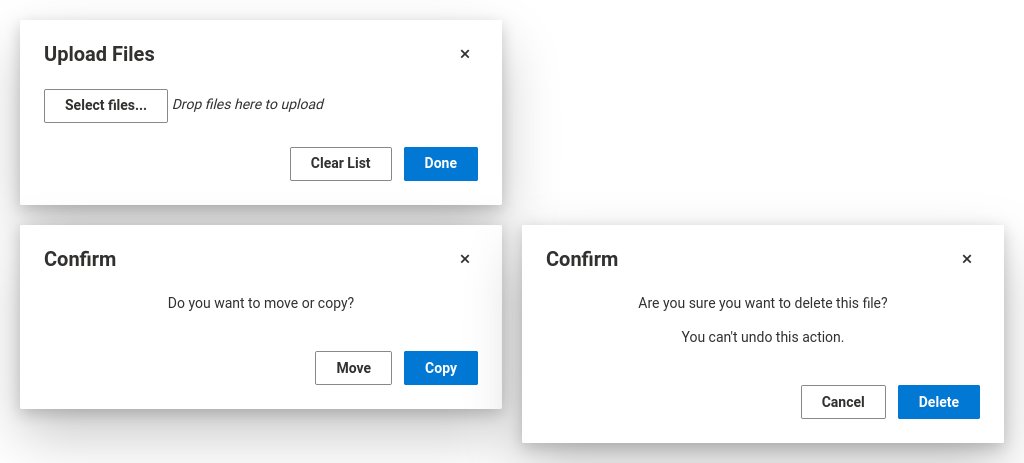 Upload Files ×
Select files... Drop files here to upload
Clear List Done
Confirm ×
Do you want to move or copy?
Move Copy
Confirm ×
Are you sure you want to delete this file?
You can't undo this action.
Cancel Delete